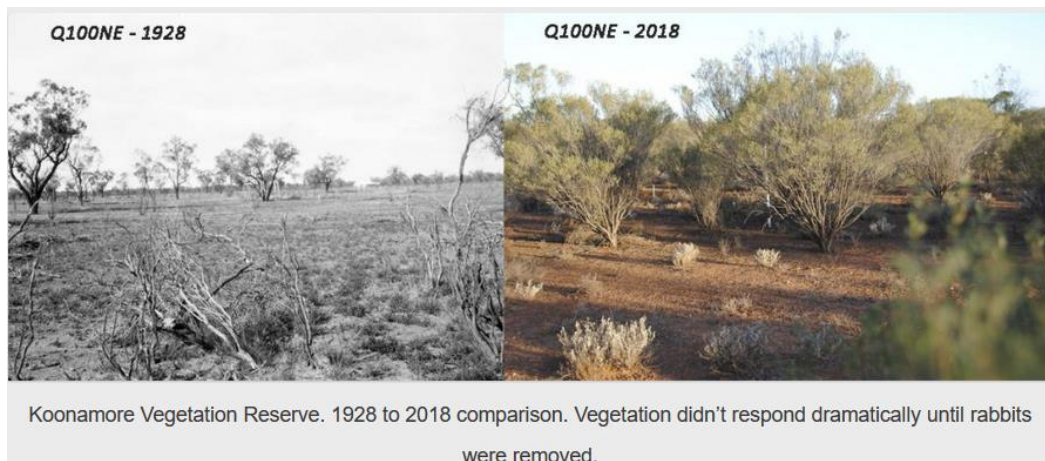 Q100NE - 1928
Q100NE - 2018
Koonamore Vegetation Reserve. 1928 to 2018 comparison. Vegetation didn’t respond dramatically until rabbits
were removed.